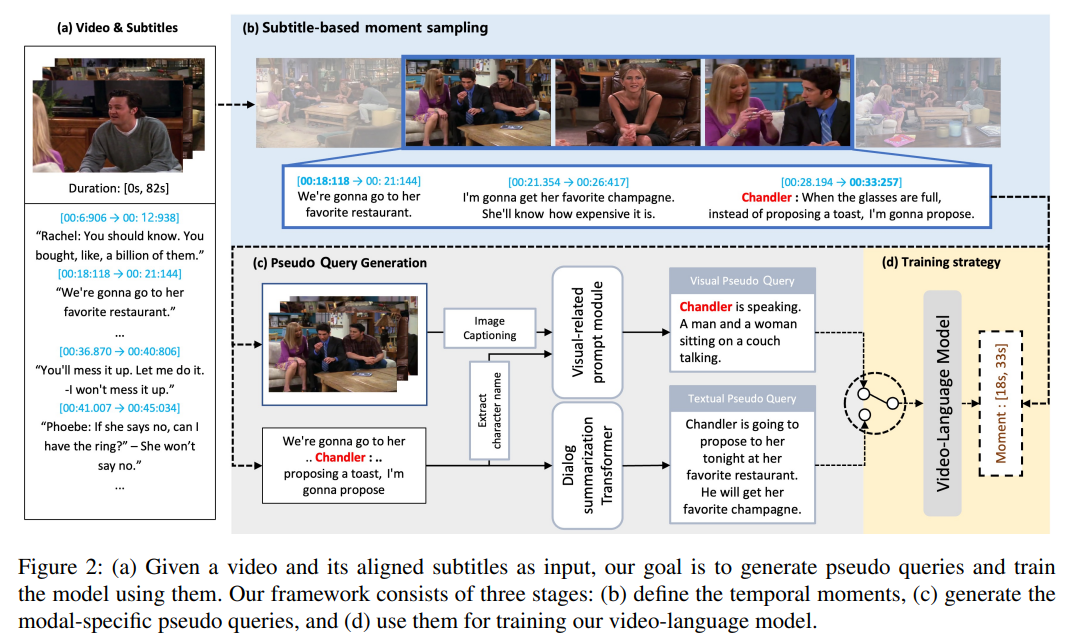 (a) Video & Subtitles
Duration: [0s, 82s]
[00:6:906 → 00: 12:938]
“Rachel: You should know. You
bought, like, a billion of them.”
[00:18:118 → 00: 21:144]
“We're gonna go to her
favorite restaurant.”
...
[00:36.870 → 00:40:806]
“You'll mess it up. Let me do it.
-I won't mess it up.”
[00:41.007 → 00:45:034]
“Phoebe: If she says no, can I
have the ring?” – She won’t
say no.”
...
(b) Subtitle-based moment sampling
[00:18:118 → 00: 21:144]
We're gonna go to her
favorite restaurant.
[00:21.354 → 00:26:417]
I'm gonna get her favorite champagne.
She'll know how expensive it is.
[00:28.194 → 00:33:257]
Chandler : When the glasses are full,
instead of proposing a toast, I'm gonna propose.
(c) Pseudo Query Generation
We're gonna go to her
.. Chandler : ..
proposing a toast, I'm
gonna propose
Image
Captioning
Extract
character name
Visual-related
prompt module
Dialog
summarization
Transformer
Visual Pseudo Query
Chandler is speaking.
A man and a woman
sitting on a couch
talking.
Textual Pseudo Query
Chandler is going to
propose to her
tonight at her
favorite restaurant.
He will get her
favorite champagne.
(d) Training strategy
Video-Language Model
Moment : [18s, 33s]
Figure 2: (a) Given a video and its aligned subtitles as input, our goal is to generate pseudo queries and train
the model using them. Our framework consists of three stages: (b) define the temporal moments, (c) generate the
modal-specific pseudo queries, and (d) use them for training our video-language model.